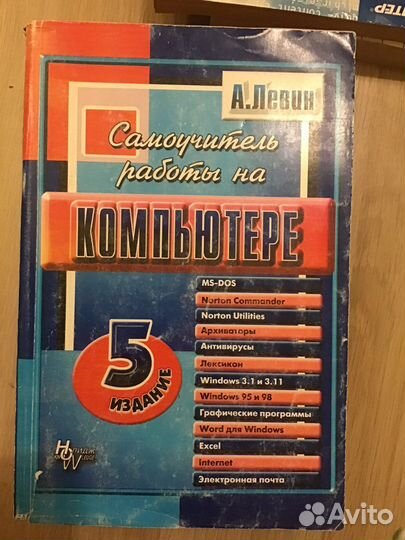 А.Левин
Самоучитель
работы на
КОМПЬЮТЕРЕ
5
ИЗДАНИЕ
MS-DOS
Norton Commander
Norton Utilities
Архиваторы
Антивирусы
Лексикон
Windows 3.1 и 3.11
Windows 95 и 98
Графические программы
Word для Windows
Excel
Internet
Электронная почта
Avito